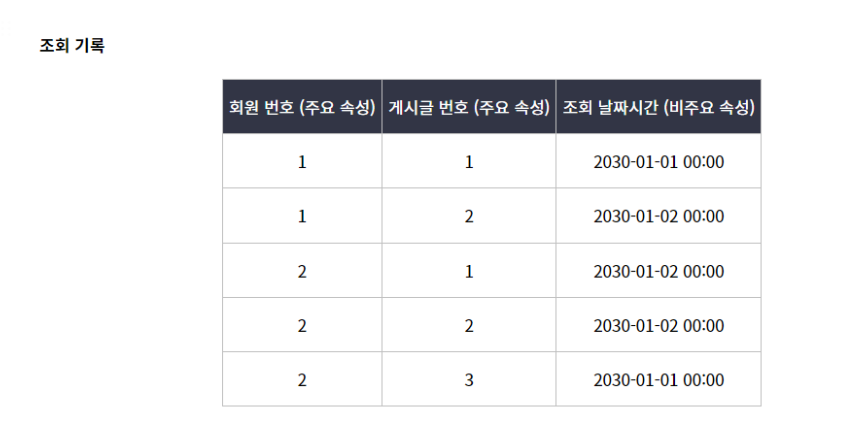 조회 기록
회원 번호 (주요 속성) 게시글 번호 (주요 속성) 조회 날짜시간 (비주요 속성)
1 1 2030-01-01 00:00
1 2 2030-01-02 00:00
2 1 2030-01-02 00:00
2 2 2030-01-02 00:00
2 3 2030-01-01 00:00